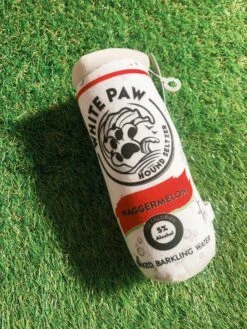 WHITE PAW
HOUND SELTZER
WAGGERMELON
5%
Alcohol
BARKLING WATER